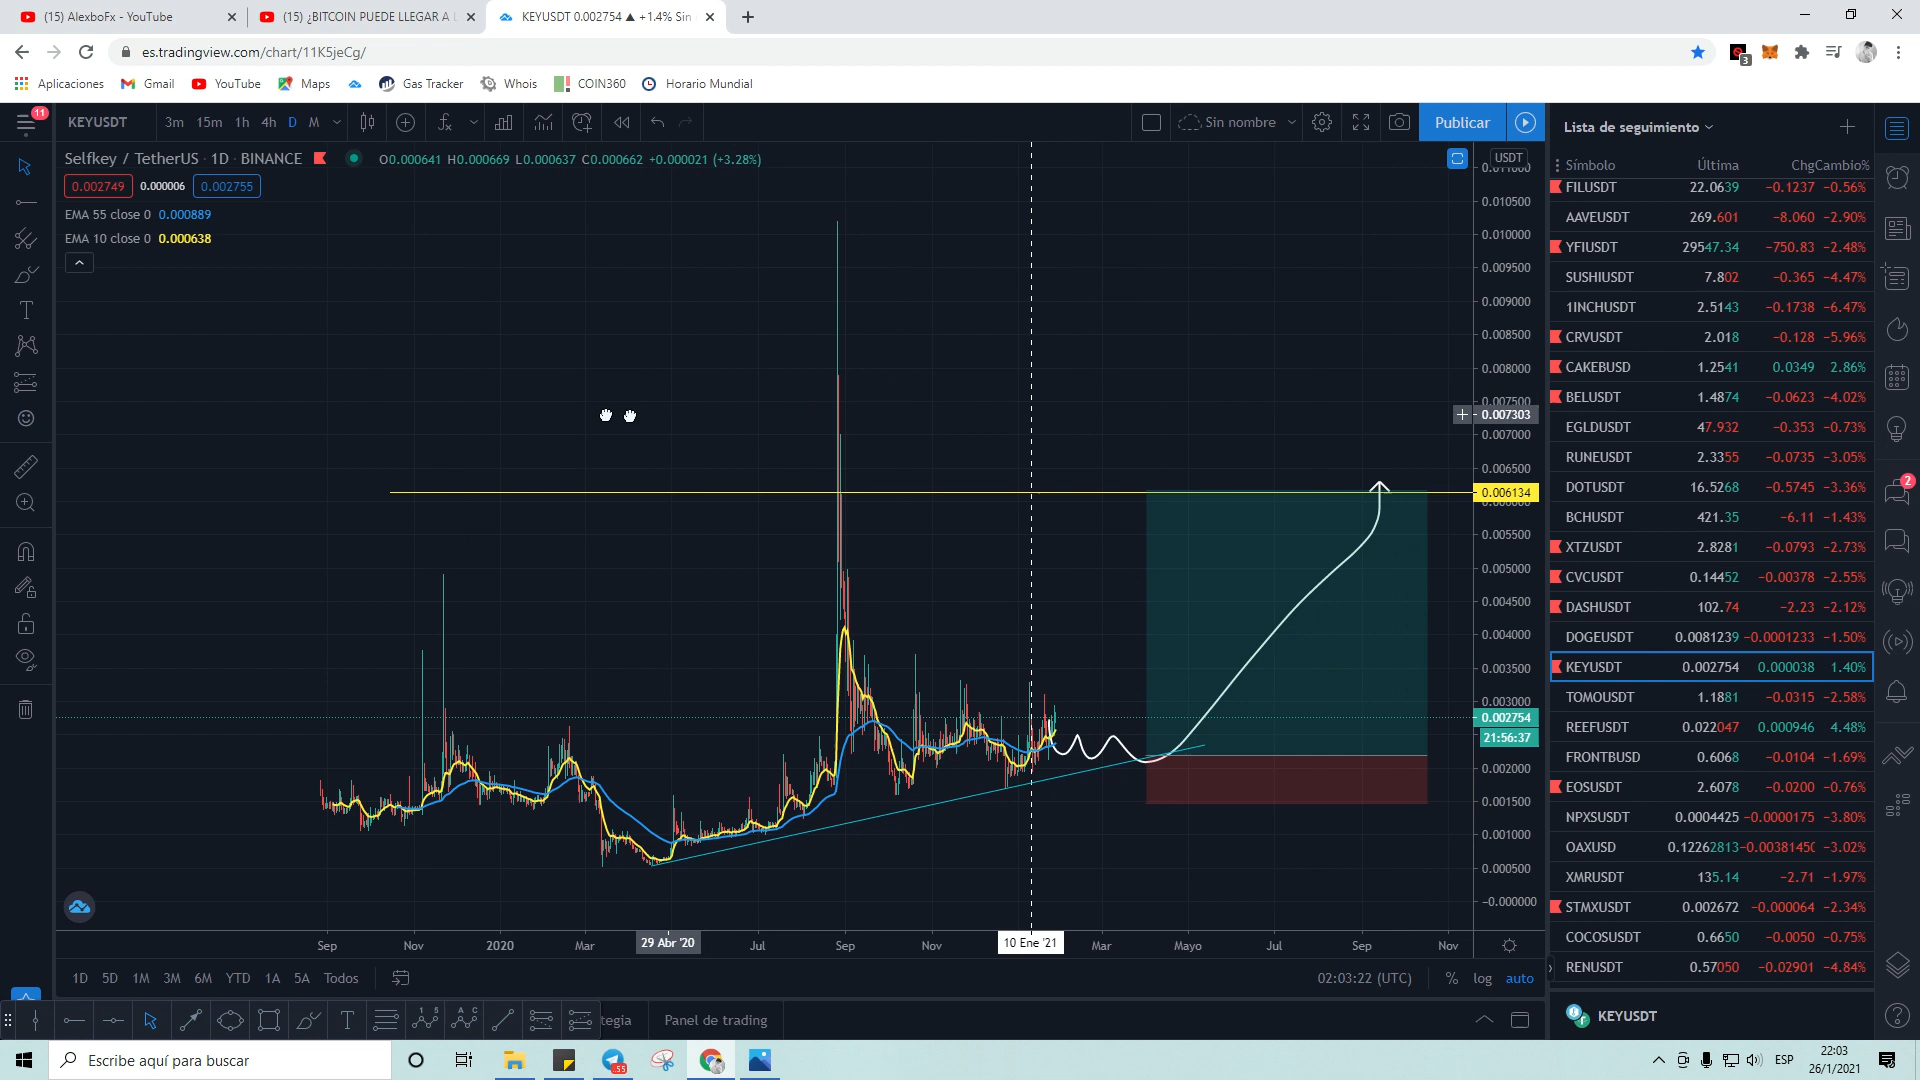 (15) AlexboFx - YouTube
(15) ¿BITCOIN PUEDE LLEGAR A L
KEYUSDT 0.002754 ▲ +1.4% Sin
es.tradingview.com/chart/11K5jeCg/
3
Aplicaciones Gmail YouTube Maps Gas Tracker Whois COIN360 Horario Mundial
11
KEYUSDT 3m 15m 1h 4h D M Sin nombre Publicar
Selfkey / TetherUS · 1D · BINANCE O0.000641 H0.000669 L0.000637 C0.000662 +0.000021 (+3.28%)
0.002749 0.000006 0.002755
EMA 55 close 0 0.000889
EMA 10 close 0 0.000638
USDT
0.010500
0.010000
0.009500
0.009000
0.008500
0.008000
0.007500
0.007303
0.007000
0.006500
0.006134
0.005500
0.005000
0.004500
0.004000
0.003500
0.003000
0.002754
21:56:37
0.002000
0.001500
0.001000
0.000500
−0.000000
Sep Nov 2020 Mar 29 Abr '20 Jul Sep Nov 10 Ene '21 Mar Mayo Jul Sep Nov
1D 5D 1M 3M 6M YTD 1A 5A Todos 02:03:22 (UTC) % log auto
tegia Panel de trading
Lista de seguimiento
Símbolo Última Chg Cambio%
FILUSDT 22.0639 −0.1237 −0.56%
AAVEUSDT 269.601 −8.060 −2.90%
YFIUSDT 29547.34 −750.83 −2.48%
SUSHIUSDT 7.802 −0.365 −4.47%
1INCHUSDT 2.5143 −0.1738 −6.47%
CRVUSDT 2.018 −0.128 −5.96%
CAKEBUSD 1.2541 0.0349 2.86%
BELUSDT 1.4874 −0.0623 −4.02%
EGLDUSDT 47.932 −0.353 −0.73%
RUNEUSDT 2.3355 −0.0735 −3.05%
DOTUSDT 16.5268 −0.5745 −3.36%
BCHUSDT 421.35 −6.11 −1.43%
XTZUSDT 2.8281 −0.0793 −2.73%
CVCUSDT 0.14452 −0.00378 −2.55%
DASHUSDT 102.74 −2.23 −2.12%
DOGEUSDT 0.0081239 −0.0001233 −1.50%
KEYUSDT 0.002754 0.000038 1.40%
TOMOUSDT 1.1881 −0.0315 −2.58%
REEFUSDT 0.022047 0.000946 4.48%
FRONTBUSD 0.6068 −0.0104 −1.69%
EOSUSDT 2.6078 −0.0200 −0.76%
NPXSUSDT 0.0004425 −0.0000175 −3.80%
OAXUSD 0.12262813 −0.0038145 −3.02%
XMRUSDT 135.14 −2.71 −1.97%
STMXUSDT 0.002672 −0.000064 −2.34%
COCOSUSDT 0.6650 −0.0050 −0.75%
RENUSDT 0.57050 −0.02901 −4.84%
KEYUSDT
2
Escribe aquí para buscar
55
ESP
22:03
26/1/2021